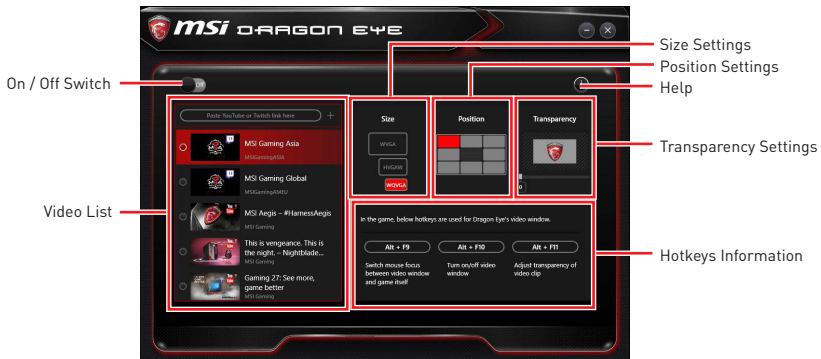 msi DRAGON EYE
Size Settings
Position Settings
Help
On / Off Switch
Off
Paste YouTube or Twitch link here
MSI Gaming Asia
MSIGamingASIA
MSI Gaming Global
MSIGamingAMEU
MSI Aegis – #HarnessAegis
MSI Gaming
This is vengeance. This is
the night. – Nightblade...
MSI Gaming
Gaming 27: See more,
game better
MSI Gaming
Video List
Size
WVGA
HVGAW
WQVGA
Position
Transparency
0
Transparency Settings
In the game, below hotkeys are used for Dragon Eye's video window.
Alt + F9
Alt + F10
Alt + F11
Switch mouse focus
between video window
and game itself
Turn on/off video
window
Adjust transparency of
video clip
Hotkeys Information